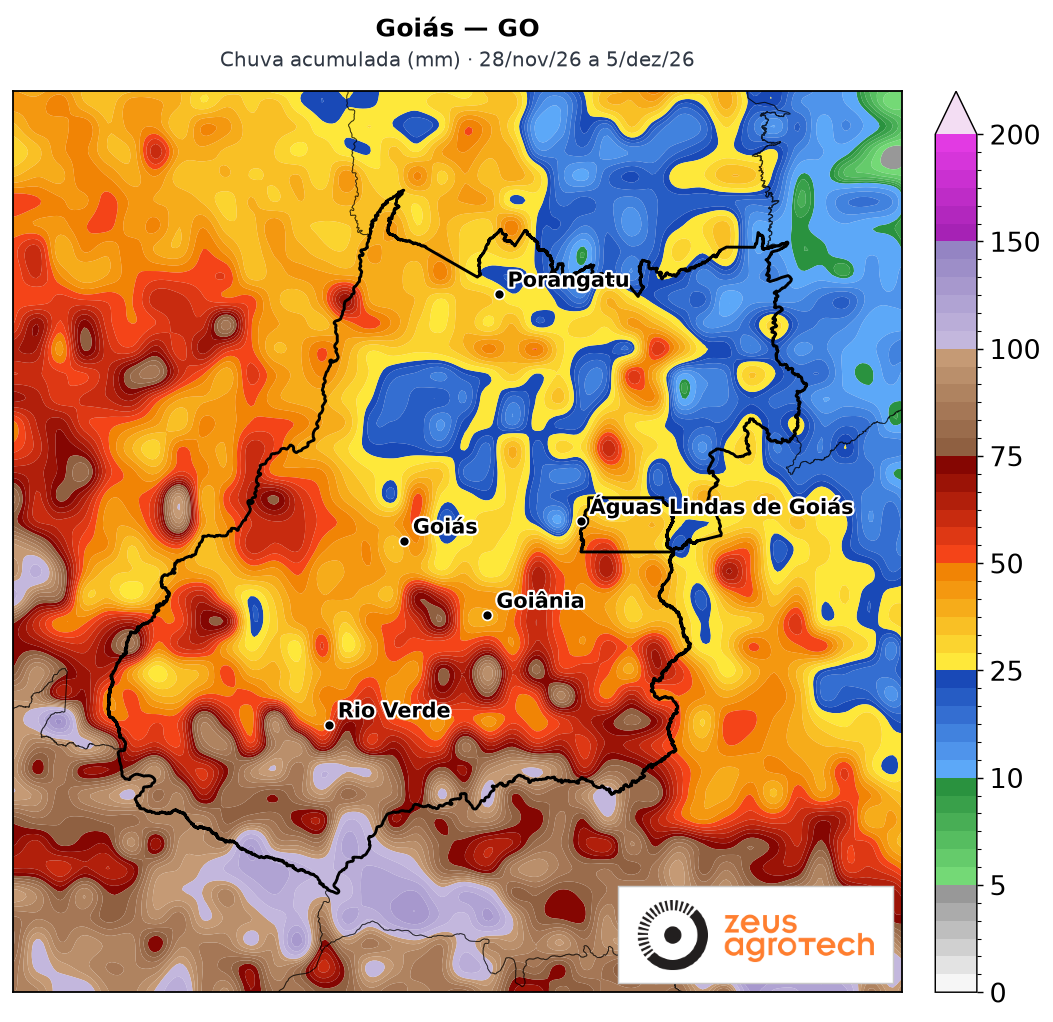 Goiás — GO
Chuva acumulada (mm) · 28/nov/26 a 5/dez/26
200
150
100
75
50
25
10
5
0
Porangatu
Águas Lindas de Goiás
Goiás
Goiânia
Rio Verde
zeus
agrotech